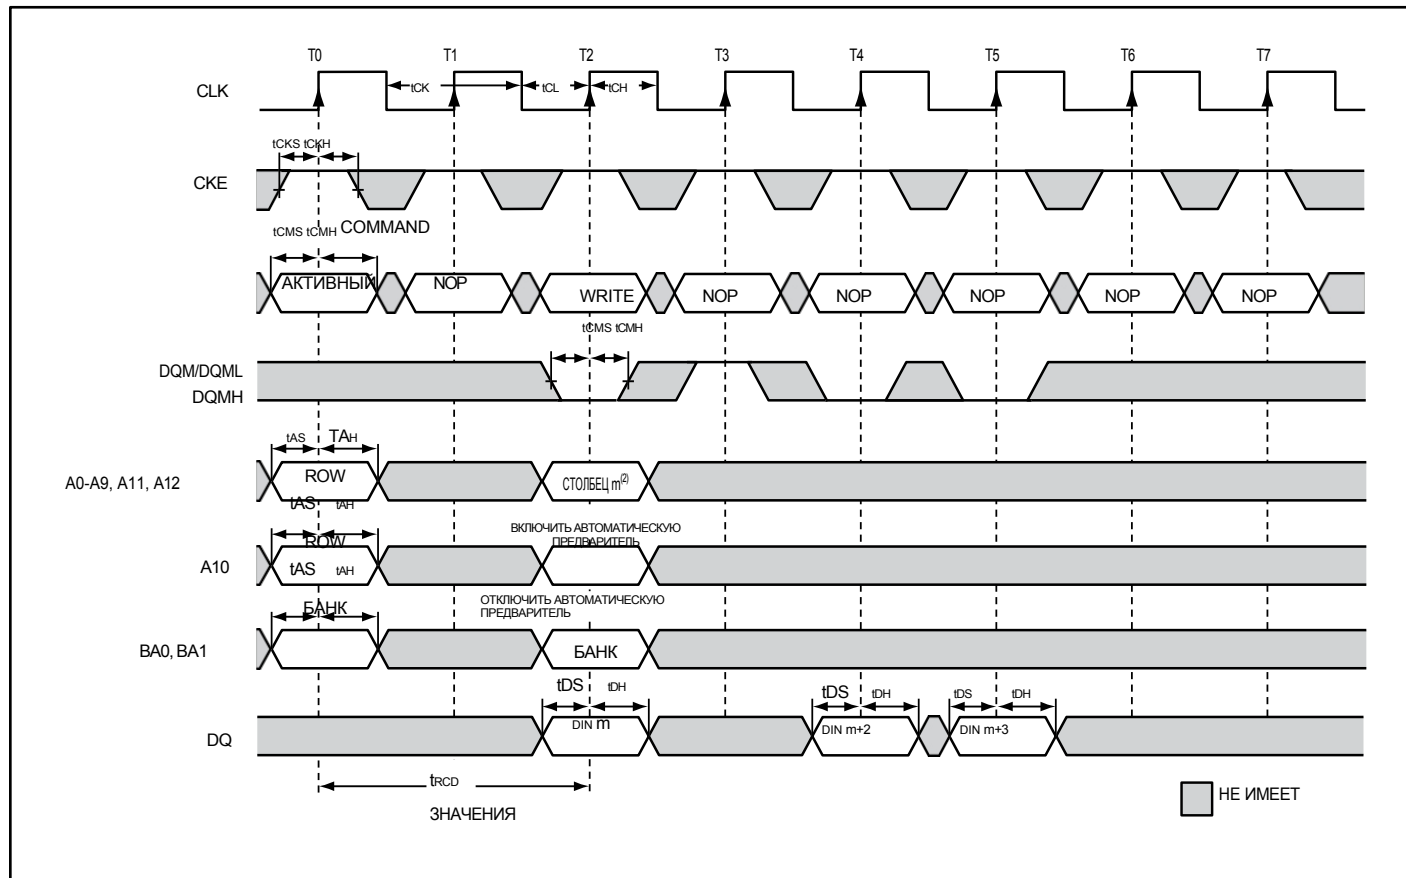 T0 T1 T2 T3 T4 T5 T6 T7
CLK
tCK tCL tCH
tCKS tCKH
CKE
COMMAND
tCMS tCMH
АКТИВНЫЙ NOP WRITE NOP NOP NOP NOP NOP
tCMS tCMH
DQM/DQML
DQMH
tAS TAH
A0-A9, A11, A12
ROW СТОЛБЕЦ m(2)
tAS tAH
ВКЛЮЧИТЬ АВТОМАТИЧЕСКУЮ
ПРЕДВАРИТЕЛЬ
ROW
A10
tAS tAH
ОТКЛЮЧИТЬ АВТОМАТИЧЕСКУЮ
ПРЕДВАРИТЕЛЬ
БАНК
BA0, BA1
БАНК
tDS tDH tDS tDH tDS tDH
DIN m DIN m+2 DIN m+3
DQ
tRCD
ЗНАЧЕНИЯ
НЕ ИМЕЕТ